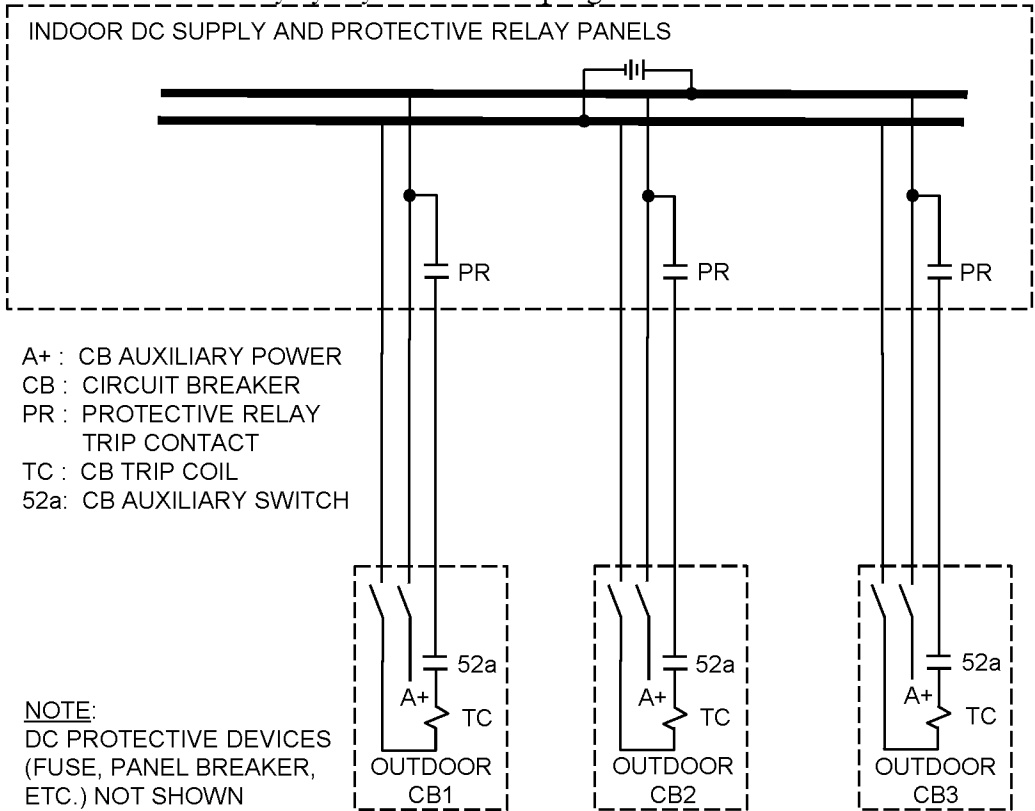 INDOOR DC SUPPLY AND PROTECTIVE RELAY PANELS
PR
PR
PR
A+ : CB AUXILIARY POWER
CB : CIRCUIT BREAKER
PR : PROTECTIVE RELAY
TRIP CONTACT
TC : CB TRIP COIL
52a: CB AUXILIARY SWITCH
52a
A+
TC
OUTDOOR
CB1
52a
A+
TC
OUTDOOR
CB2
52a
A+
TC
OUTDOOR
CB3
NOTE:
DC PROTECTIVE DEVICES
(FUSE, PANEL BREAKER,
ETC.) NOT SHOWN